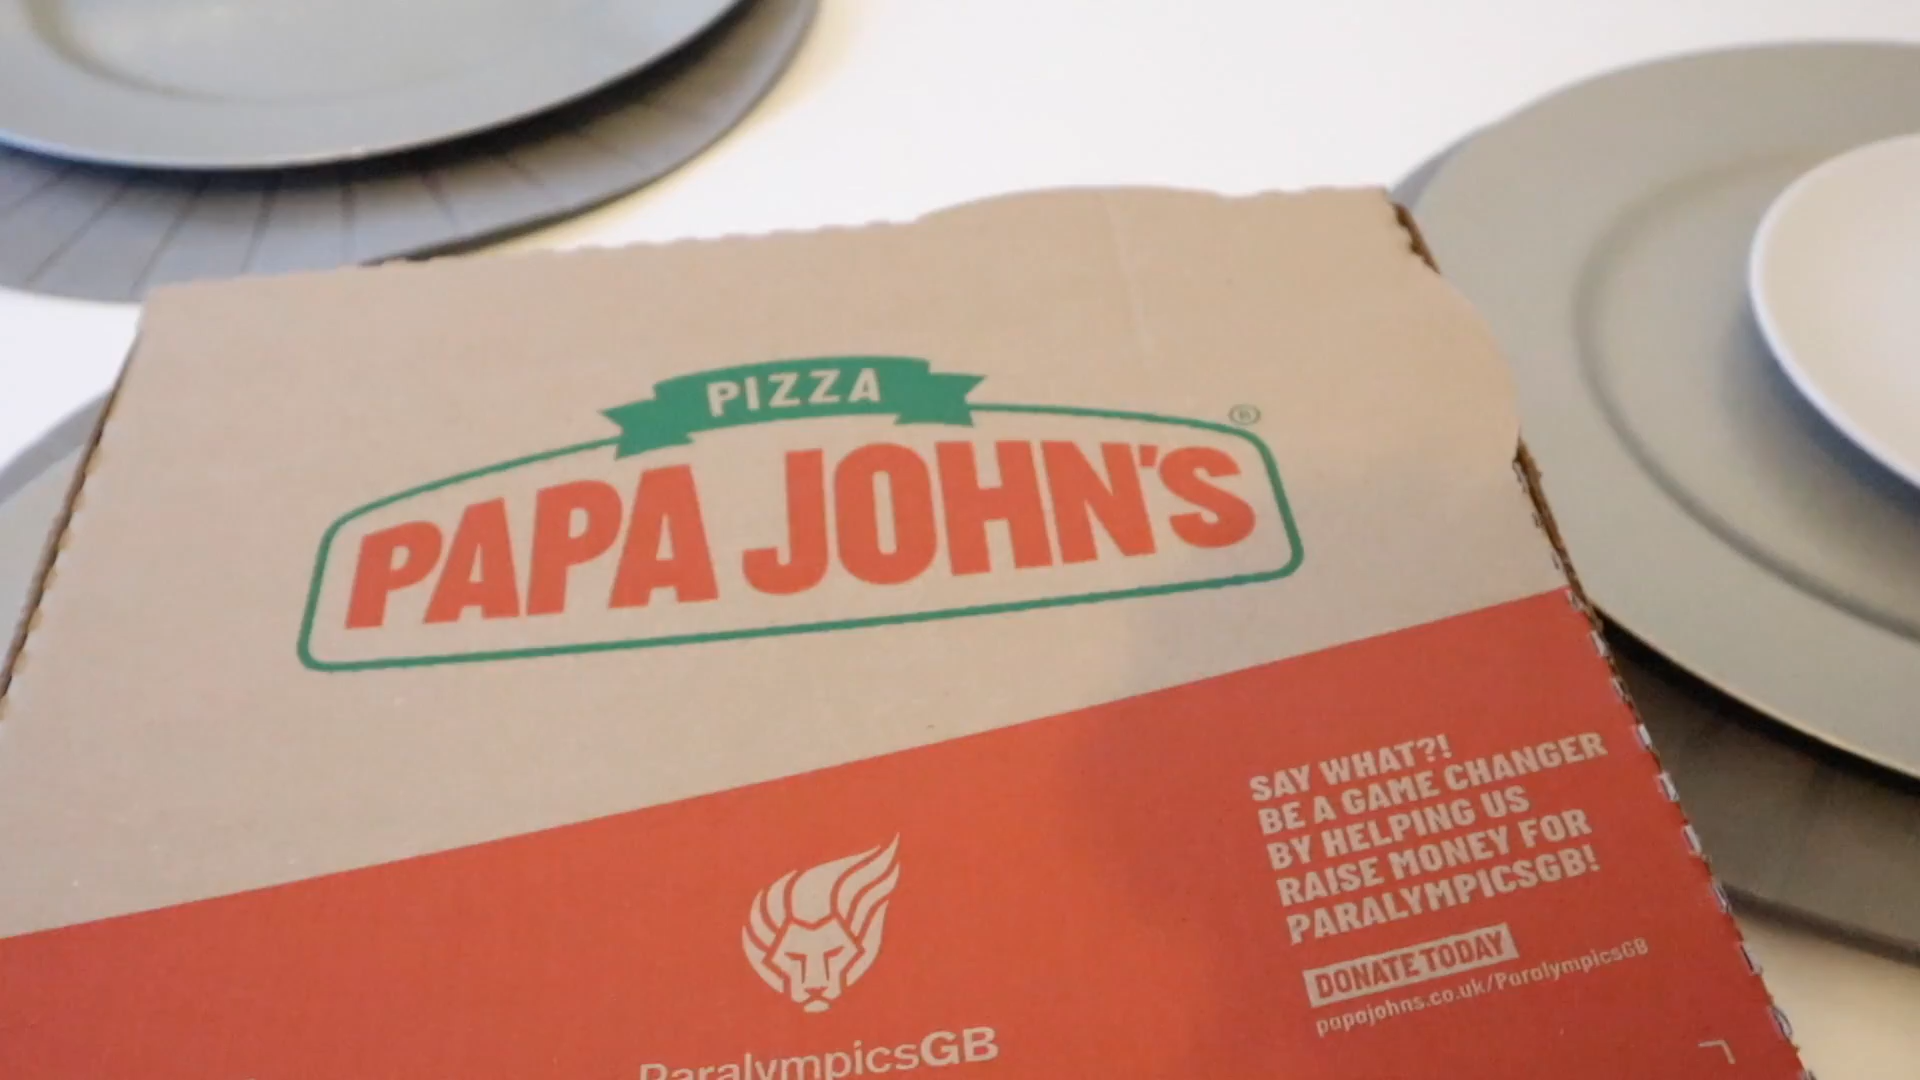 PIZZA
PAPA JOHN'S
®
SAY WHAT?!
BE A GAME CHANGER
BY HELPING US
RAISE MONEY FOR
PARALYMPICSGB!
DONATE TODAY
papajohns.co.uk/ParalympicsGB
ParalympicsGB